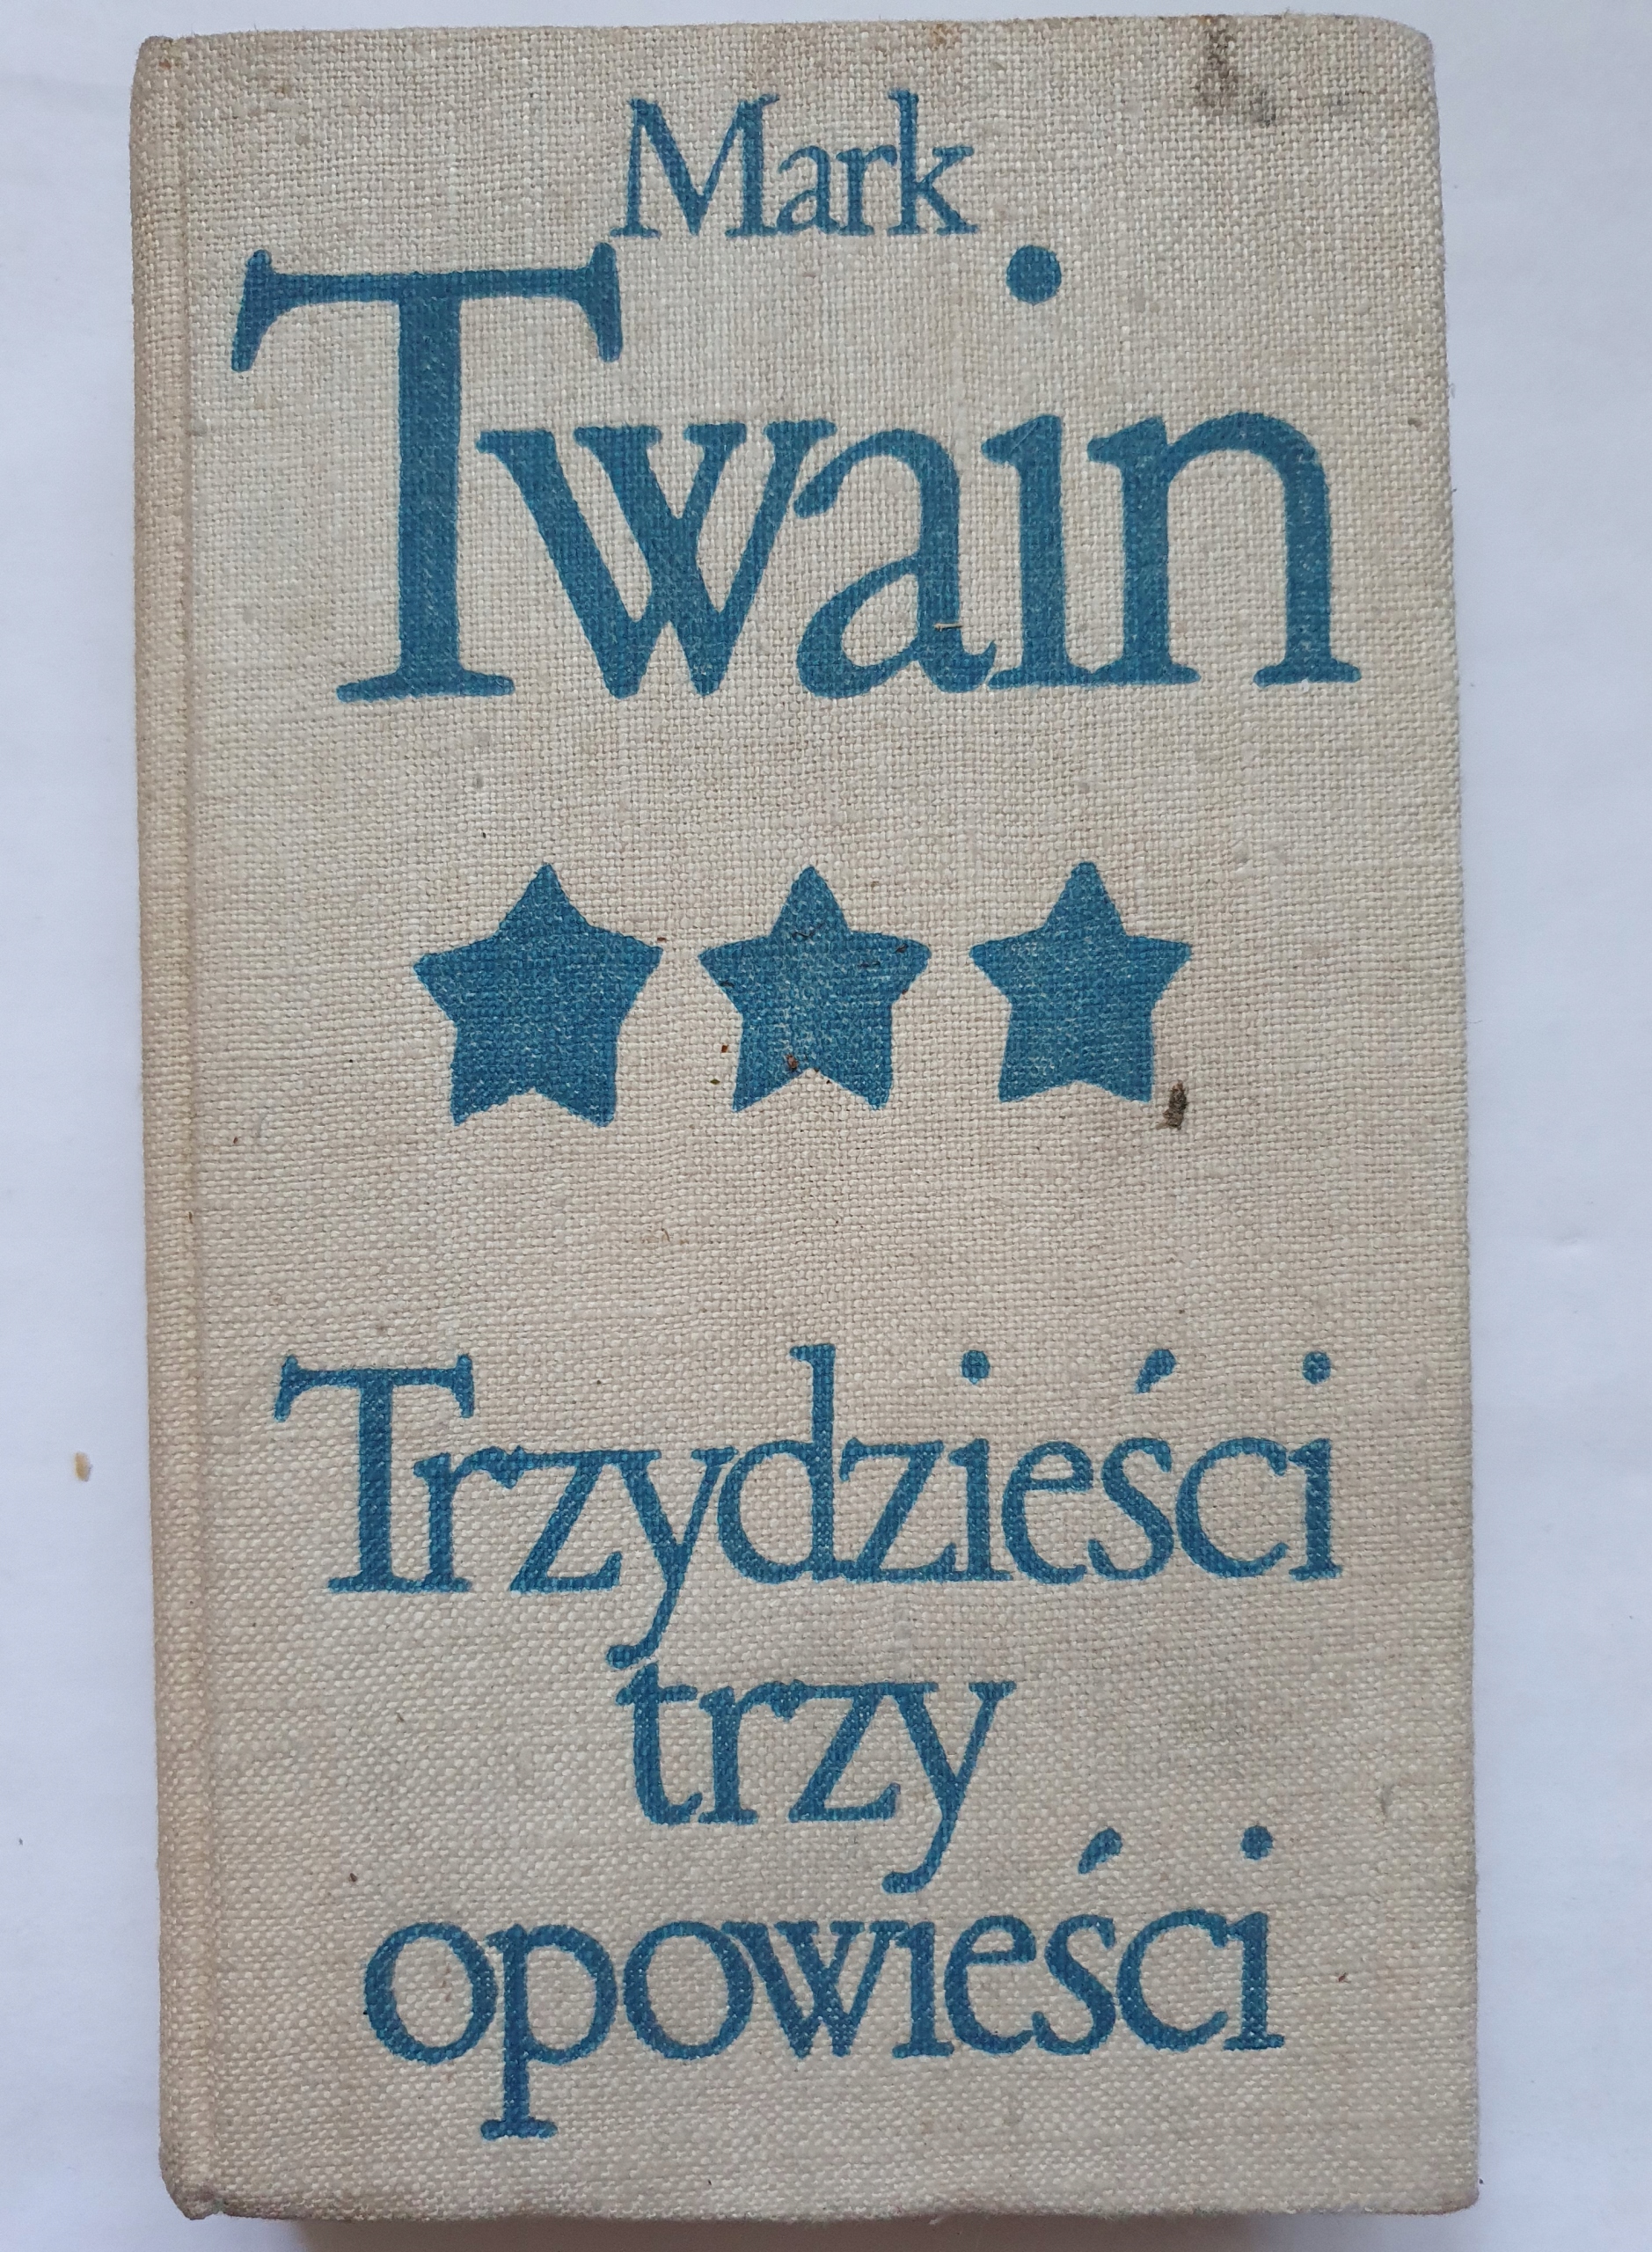 Mark
Twain
Trzydzieści
trzy
opowieści